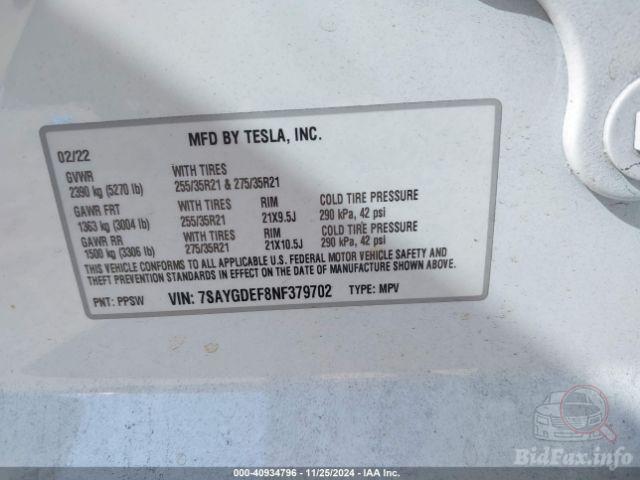 MFD BY TESLA, INC.
02/22
GVWR WITH TIRES
2390 kg (5270 lb) 255/35R21 & 275/35R21
GAWR FRT WITH TIRES RIM COLD TIRE PRESSURE
1363 kg (3004 lb) 255/35R21 21X9.5J 290 kPa, 42 psi
GAWR RR WITH TIRES RIM COLD TIRE PRESSURE
1500 kg (3306 lb) 275/35R21 21X10.5J 290 kPa, 42 psi
THIS VEHICLE CONFORMS TO ALL APPLICABLE U.S. FEDERAL MOTOR VEHICLE SAFETY AND
THEFT PREVENTION STANDARDS IN EFFECT ON THE DATE OF MANUFACTURE SHOWN ABOVE.
PNT: PPSW VIN: 7SAYGDEF8NF379702 TYPE: MPV
BidFax.info
000-40934796 - 11/25/2024 - IAA Inc.